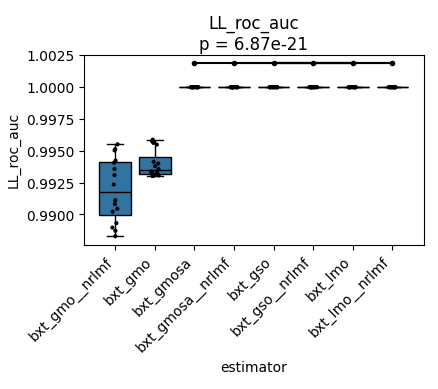 LL_roc_auc
p = 6.87e-21
1.0025
1.0000
0.9975
0.9950
0.9925
0.9900
LL_roc_auc
bxt_gmo__nrlmf
bxt_gmo
bxt_gmosa
bxt_gmosa__nrlmf
bxt_gso
bxt_gso__nrlmf
bxt_lmo
bxt_lmo__nrlmf
estimator